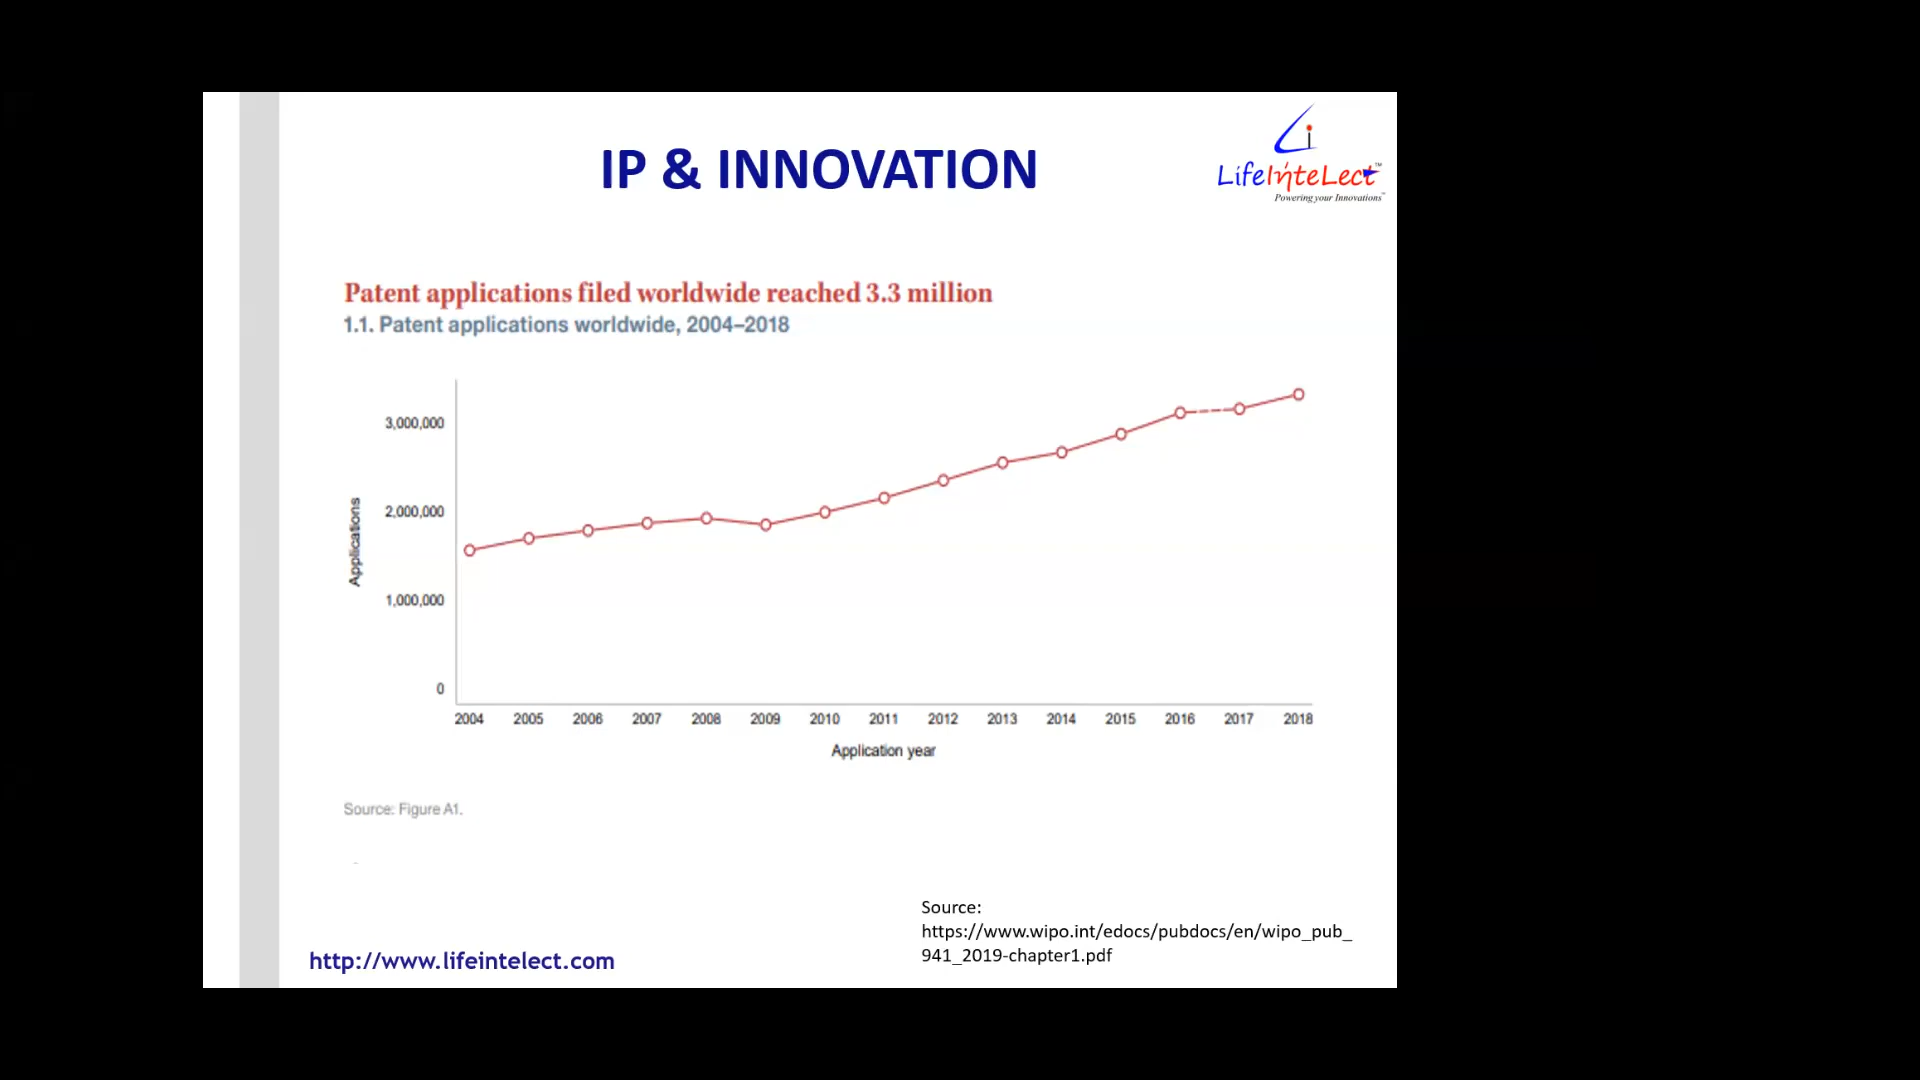 IP & INNOVATION
LifeInteLect™
Powering your Innovations
Patent applications filed worldwide reached 3.3 million
1.1. Patent applications worldwide, 2004–2018
Applications
3,000,000
2,000,000
1,000,000
0
2004 2005 2006 2007 2008 2009 2010 2011 2012 2013 2014 2015 2016 2017 2018
Application year
Source: Figure A1.
Source:
https://www.wipo.int/edocs/pubdocs/en/wipo_pub_
941_2019-chapter1.pdf
http://www.lifeintelect.com